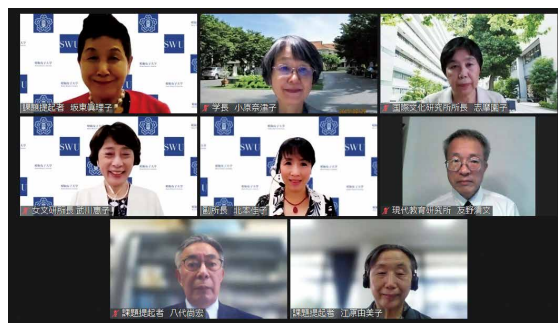 SWU
SWU
課題提起者 坂東眞理子
学長 小原奈津子
国際文化研究所所長 志摩園子
SWU
SWU
女文研所長 武川恵子
副所長 北本佳子
現代教育研究所 友野清文
課題提起者 八代尚宏
課題提起者 江原由美子